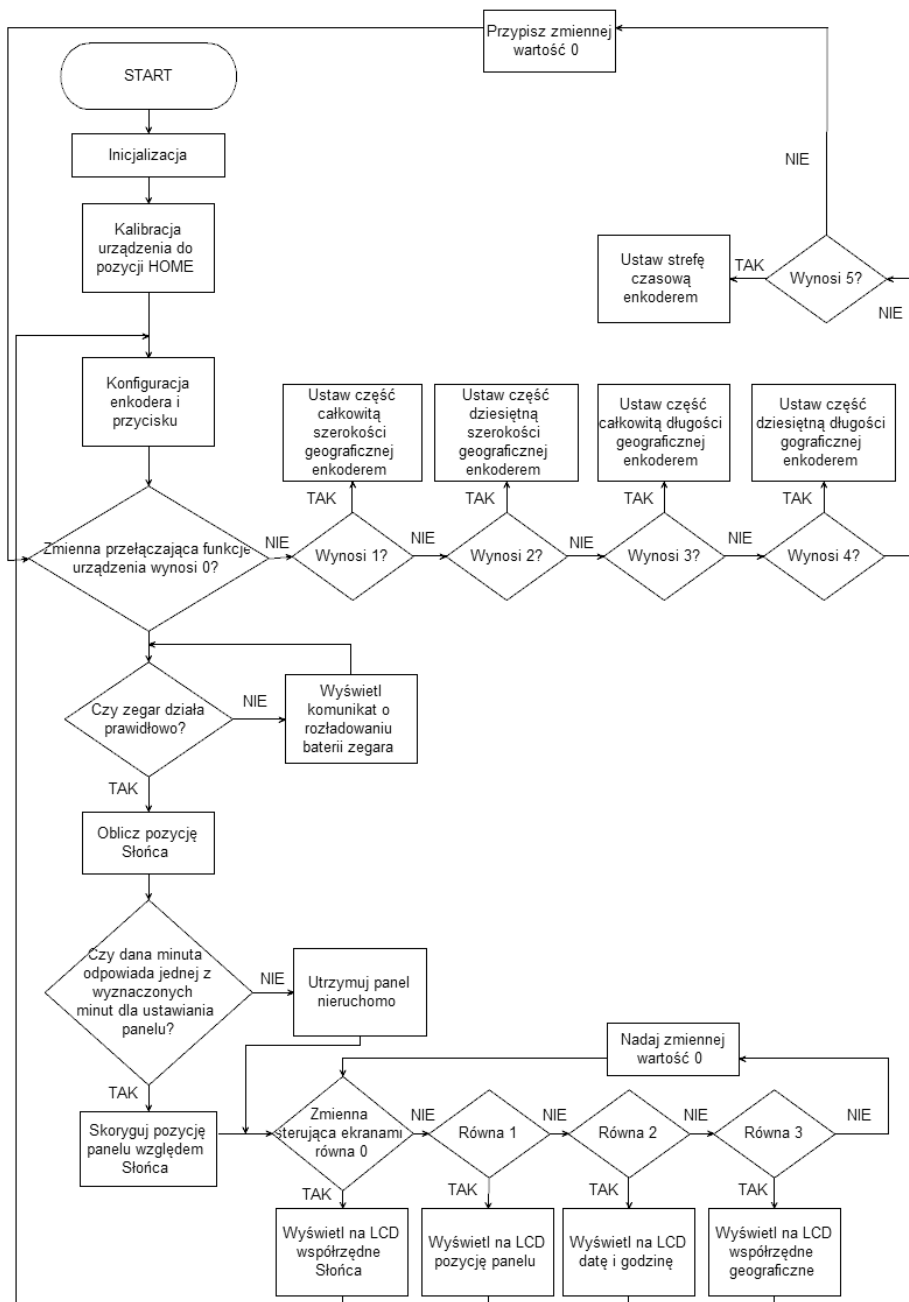 Przypisz zmiennej
wartość 0
START
Inicjalizacja
NIE
Kalibracja
urządzenia do
pozycji HOME
Ustaw strefę
czasową
enkoderem
TAK
Wynosi 5?
NIE
Konfiguracja
enkodera i
przycisku
Ustaw część
całkowitą
szerokości
geograficznej
enkoderem
Ustaw część
dziesiętną
szerokości
geograficznej
enkoderem
Ustaw część
całkowitą długości
geograficznej
enkoderem
Ustaw część
dziesiętną długości
gograficznej
enkoderem
TAK
TAK
TAK
TAK
Zmienna przełączająca funkcje
urządzenia wynosi 0?
NIE
Wynosi 1?
NIE
Wynosi 2?
NIE
Wynosi 3?
NIE
Wynosi 4?
Czy zegar działa
prawidłowo?
NIE
Wyświetl
komunikat o
rozładowaniu
baterii zegara
TAK
Oblicz pozycję
Słońca
Czy dana minuta
odpowiada jednej z
wyznaczonych
minut dla ustawiania
panelu?
NIE
Utrzymuj panel
nieruchomo
Nadaj zmiennej
wartość 0
TAK
Skoryguj pozycję
panelu względem
Słońca
Zmienna
sterująca ekranami
równa 0
NIE
Równa 1
NIE
Równa 2
NIE
Równa 3
NIE
TAK
TAK
TAK
TAK
Wyświetl na LCD
współrzędne
Słońca
Wyświetl na LCD
pozycję panelu
Wyświetl na LCD
datę i godzinę
Wyświetl na LCD
współrzędne
geograficzne